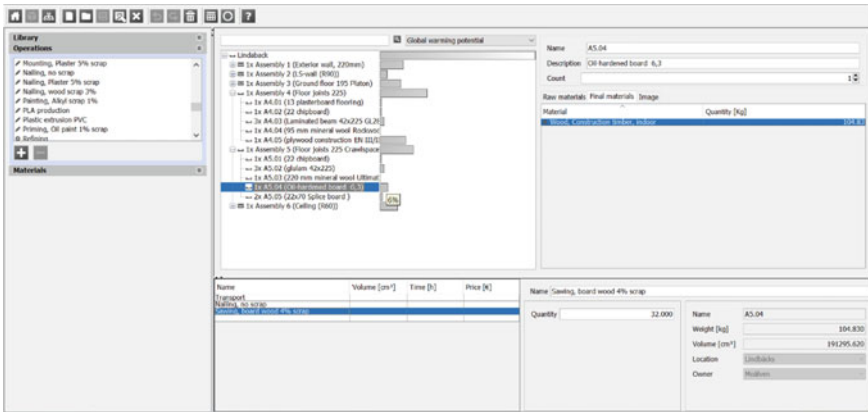 Library
Operations
Mounting, Plaster 5% scrap
Nailing, no scrap
Nailing, Plaster 5% scrap
Nailing, wood scrap 3%
Painting, Alkyl scrap 1%
PLA production
Plastic extrusion PVC
Priming, Oil paint 1% scrap
Refining
Materials
Global warming potential
Lindaback
1x Assembly 1 (Exterior wall, 220mm)
1x Assembly 2 (LS-wall (R90))
1x Assembly 3 (Ground floor 195 Platon)
1x Assembly 4 (Floor Joints 225)
1x A4.01 (13 plasterboard flooring)
1x A4.02 (22 chipboard)
3x A4.03 (Laminated beam 42x225 GL28
1x A4.04 (95 mm mineral wool Rockwoo
1x A4.05 (plywood construction EN III/I
1x Assembly 5 (Floor Joists 225 Crawlspace
1x A5.01 (22 chipboard)
3x A5.02 (glulam 42x225)
1x A5.03 (220 mm mineral wool Ultimat
1x A5.04 (Oil-hardened board 6,3)
6%
2x A5.05 (22x70 Splice board )
1x Assembly 6 (Ceiling (R60))
Name A5.04
Description Oil-hardened board 6,3
Count 1
Raw materials Final materials Image
Material Quantity [Kg]
Wood, Construction timber, indoor 104.83
Name Volume [cm³] Time [h] Price [€]
Transport
Nailing, no scrap
Sawing, board wood 4% scrap
Name Sawing, board wood 4% scrap
Quantity 32.000
Name A5.04
Weight [kg] 104.830
Volume [cm³] 191295.620
Location Lindbäcks
Owner